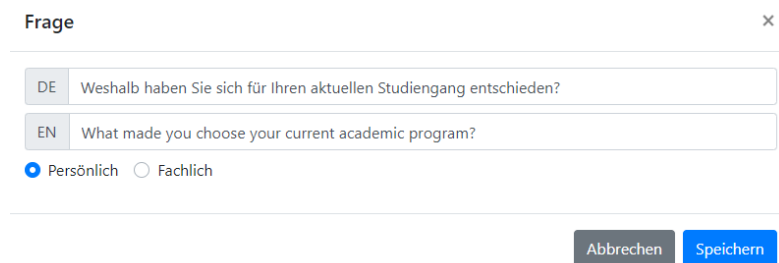 Frage ×
DE Weshalb haben Sie sich für Ihren aktuellen Studiengang entschieden?
EN What made you choose your current academic program?
Persönlich Fachlich
Abbrechen Speichern